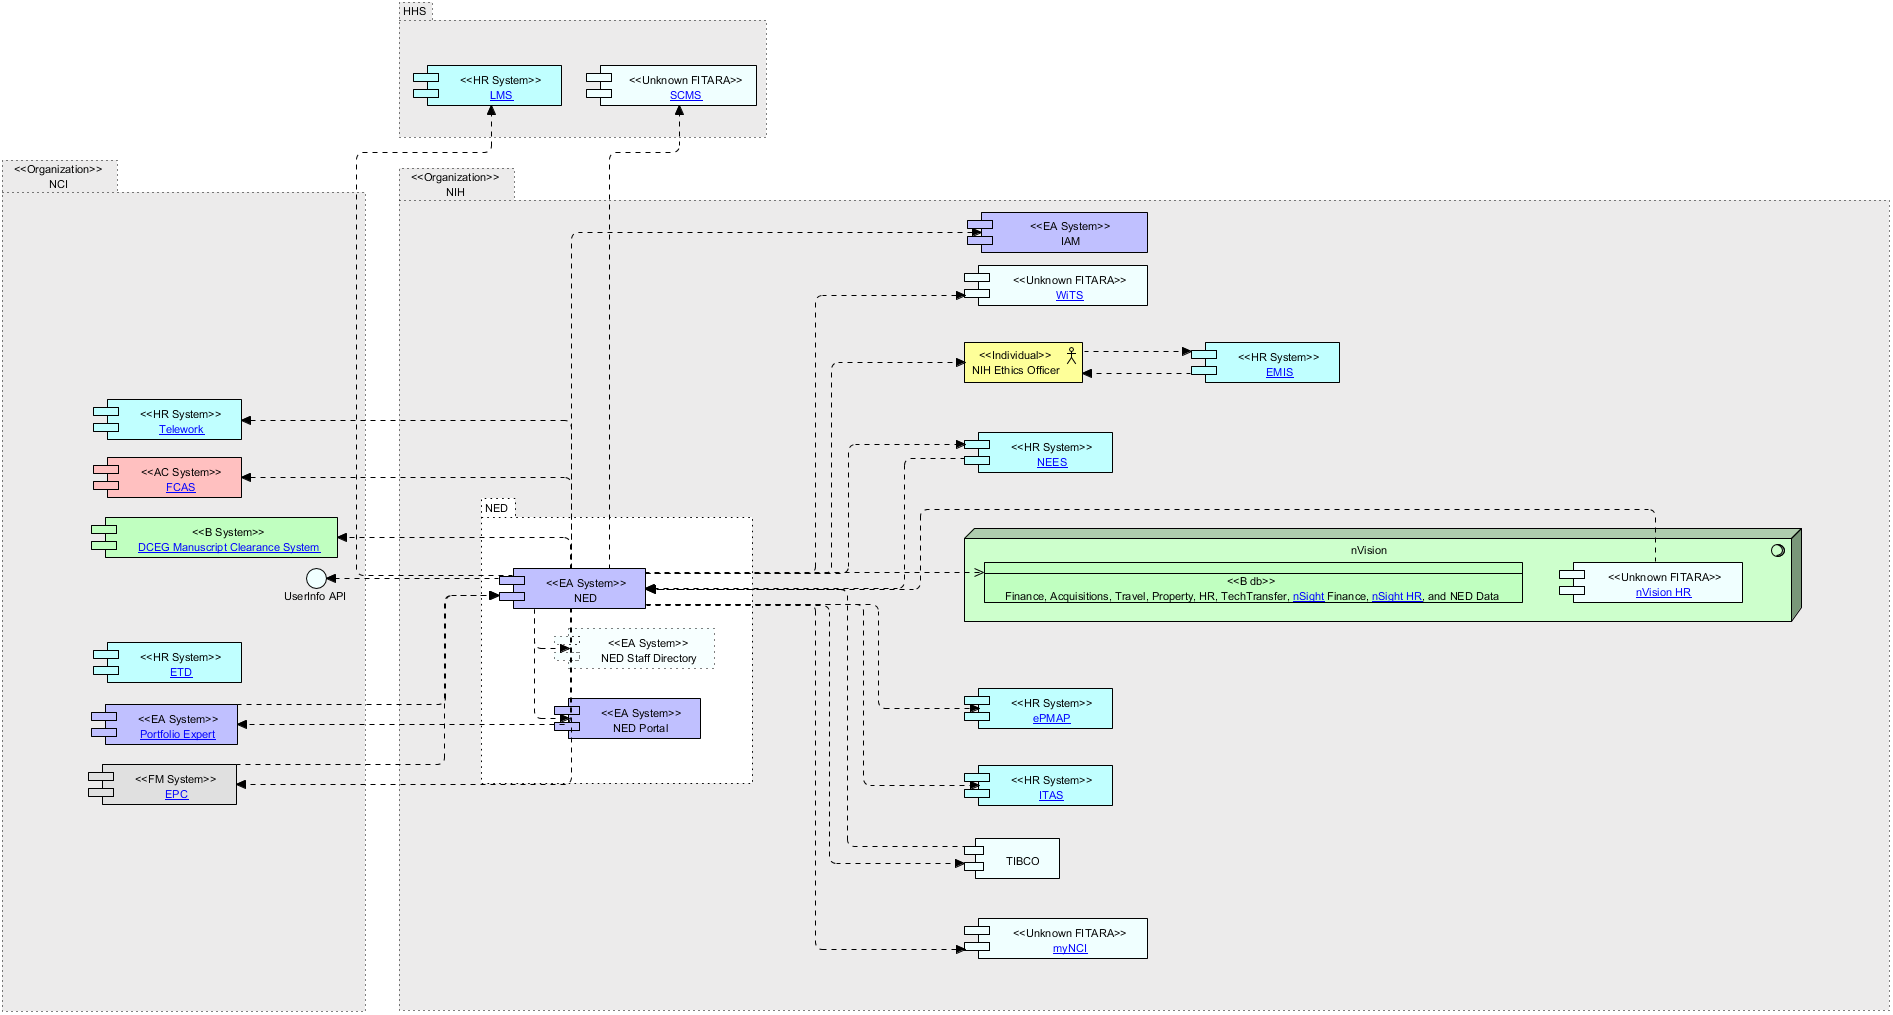 HHS
<<HR System>>
LMS
<<Unknown FITARA>>
SCMS
<<Organization>>
NCI
<<HR System>>
Telework
<<AC System>>
FCAS
<<B System>>
DCEG Manuscript Clearance System
UserInfo API
<<HR System>>
ETD
<<EA System>>
Portfolio Expert
<<FM System>>
EPC
<<Organization>>
NIH
NED
<<EA System>>
NED
<<EA System>>
NED Staff Directory
<<EA System>>
NED Portal
<<EA System>>
IAM
<<Unknown FITARA>>
WiTS
<<Individual>>
NIH Ethics Officer
<<HR System>>
EMIS
<<HR System>>
NEES
nVision
<<B db>>
Finance, Acquisitions, Travel, Property, HR, TechTransfer, nSight Finance, nSight HR, and NED Data
<<Unknown FITARA>>
nVision HR
<<HR System>>
ePMAP
<<HR System>>
ITAS
TIBCO
<<Unknown FITARA>>
myNCI